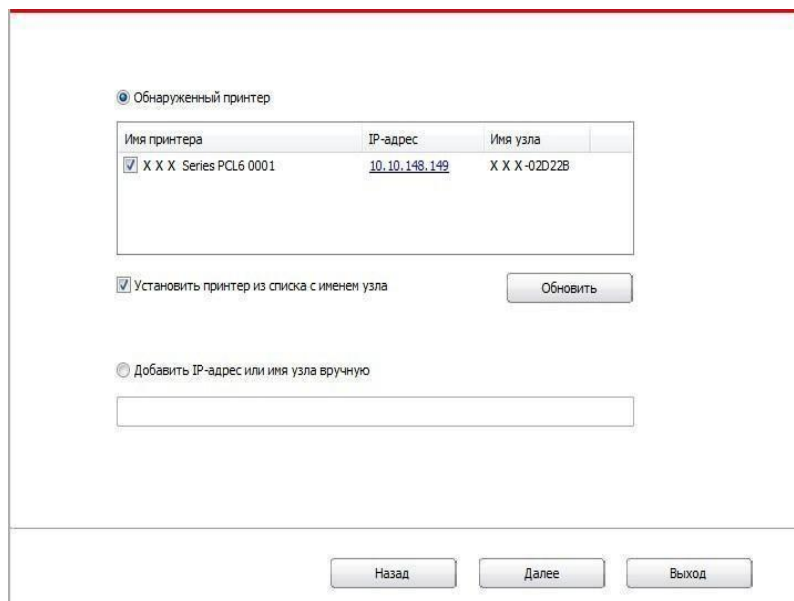 Обнаруженный принтер
Имя принтера IP-адрес Имя узла
X X X Series PCL6 0001 10.10.148.149 X X X-02D22B
Установить принтер из списка с именем узла Обновить
Добавить IP-адрес или имя узла вручную
Назад Далее Выход